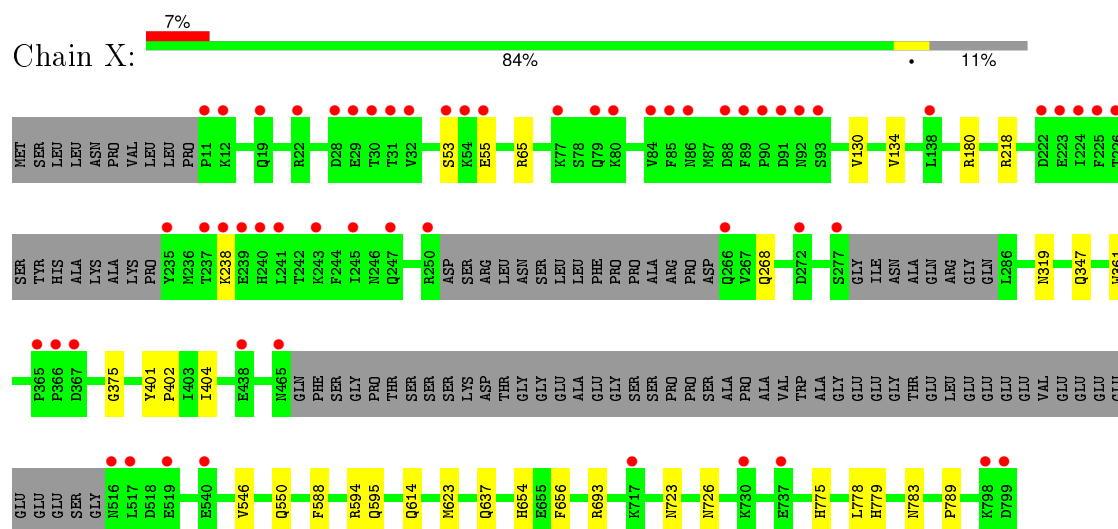 7%
Chain X:
84%
11%
MET SER LEU LEU ASN PRO VAL LEU LEU PRO P11 K12 Q19 R22 D28 E29 T30 T31 V32 S53 K54 E55 R65 K77 S78 Q79 K80 V84 F85 N86 M87 D88 F89 P90 D91 N92 S93 V130 V134 L138 R180 R218 D222 E223 I224 F225 T226
SER TYR HIS ALA LYS ALA LYS PRO Y235 M236 T237 K238 E239 H240 L241 T242 K243 F244 I245 N246 Q247 R250 ASP SER ARG LEU ASN SER LEU LEU PHE PRO PRO ALA ARG PRO ASP Q266 V267 Q268 D272 S277 GLY ILE ASN ALA GLN ARG GLY GLN L286 N319 Q347 W361
P365 P366 D367 G375 Y401 P402 I403 I404 E438 N465 GLN PHE SER GLY PRO THR SER SER SER LYS ASP THR GLY GLY GLU ALA GLU GLY SER SER PRO PRO SER ALA PRO ALA VAL TRP ALA GLY GLU GLU GLY THR GLU LEU GLU GLU GLU GLU VAL GLU GLU GLU GLU
GLU GLU GLU SER GLY N516 L517 D518 E519 E540 V546 Q550 F588 R594 Q595 Q614 M623 Q637 H654 E655 F656 R693 K717 N723 N726 K730 E737 H775 L778 H779 N783 P789 K798 D799